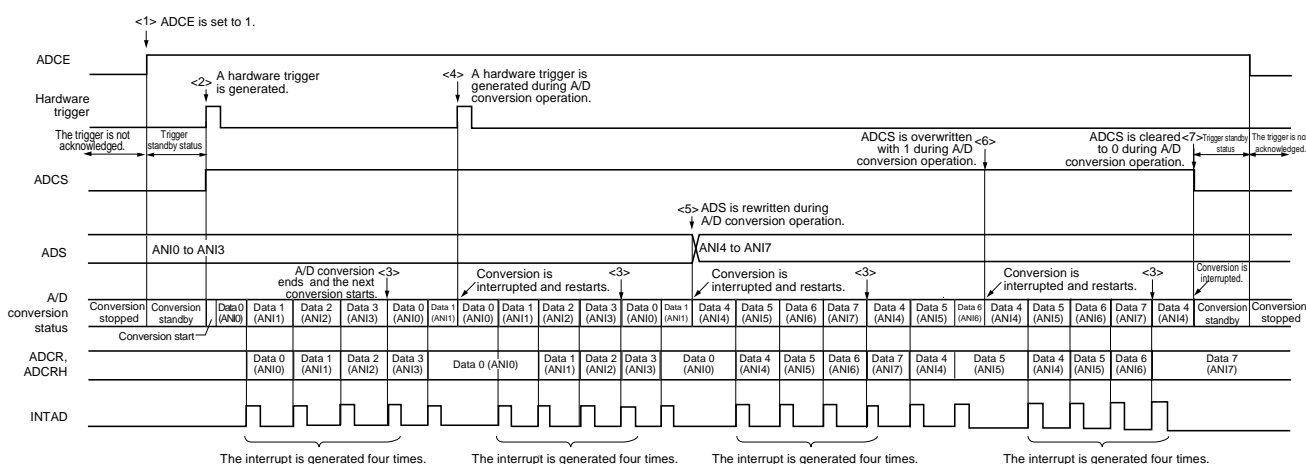 <1> ADCE is set to 1.
ADCE
<2> A hardware trigger
is generated.
<4> A hardware trigger is
generated during A/D
conversion operation.
Hardware
trigger
The trigger is not
acknowledged.
Trigger
standby status
ADCS is overwritten <6>
with 1 during A/D
conversion operation.
ADCS is cleared <7>
to 0 during A/D
conversion operation.
Trigger standby
status
The trigger is no
acknowledged.
ADCS
<5> ADS is rewritten during
A/D conversion operation.
ADS
ANI0 to ANI3
ANI4 to ANI7
A/D conversion <3>
ends and the next
conversion starts.
Conversion is <3>
interrupted and restarts.
Conversion is <3>
interrupted and restarts.
Conversion is <3>
interrupted and restarts.
Conversion is
interrupted.
A/D
conversion
status
Conversion
stopped
Conversion
standby
Data 0
(ANI0)
Data 1
(ANI1)
Data 2
(ANI2)
Data 3
(ANI3)
Data 0
(ANI0)
Data 1
(ANI1)
Data 0
(ANI0)
Data 1
(ANI1)
Data 2
(ANI2)
Data 3
(ANI3)
Data 0
(ANI0)
Data 1
(ANI1)
Data 4
(ANI4)
Data 5
(ANI5)
Data 6
(ANI6)
Data 7
(ANI7)
Data 4
(ANI4)
Data 5
(ANI5)
Data 6
(ANI6)
Data 4
(ANI4)
Data 5
(ANI5)
Data 6
(ANI6)
Data 7
(ANI7)
Data 4
(ANI4)
Conversion
standby
Conversion
stopped
Conversion start
ADCR,
ADCRH
Data 0
(ANI0)
Data 1
(ANI1)
Data 2
(ANI2)
Data 3
(ANI3)
Data 0 (ANI0)
Data 1
(ANI1)
Data 2
(ANI2)
Data 3
(ANI3)
Data 0
(ANI0)
Data 4
(ANI4)
Data 5
(ANI5)
Data 6
(ANI6)
Data 7
(ANI7)
Data 4
(ANI4)
Data 5
(ANI5)
Data 4
(ANI4)
Data 5
(ANI5)
Data 6
(ANI6)
Data 7
(ANI7)
INTAD
The interrupt is generated four times.
The interrupt is generated four times.
The interrupt is generated four times.
The interrupt is generated four times.